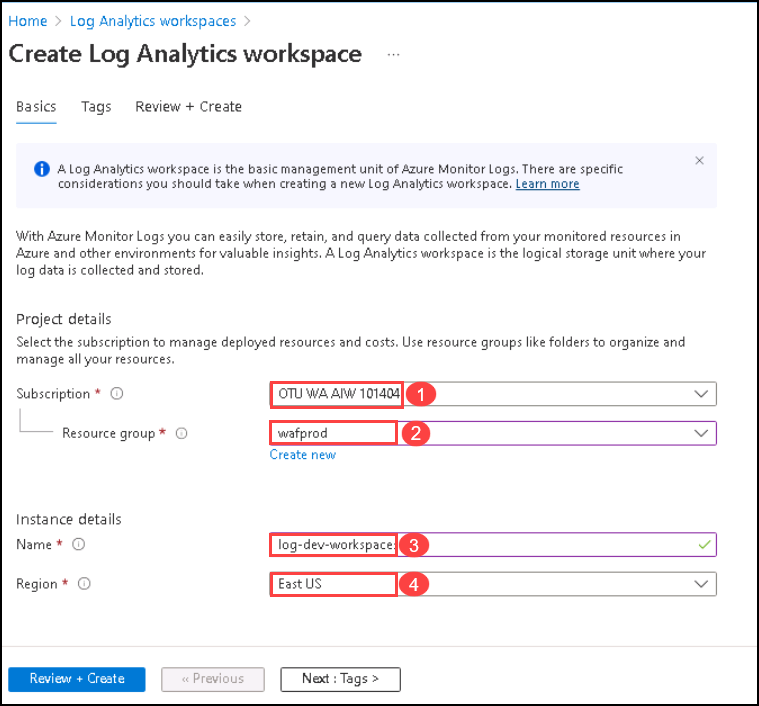 Home > Log Analytics workspaces >
Create Log Analytics workspace ...
Basics Tags Review + Create
A Log Analytics workspace is the basic management unit of Azure Monitor Logs. There are specific
considerations you should take when creating a new Log Analytics workspace. Learn more
With Azure Monitor Logs you can easily store, retain, and query data collected from your monitored resources in
Azure and other environments for valuable insights. A Log Analytics workspace is the logical storage unit where your
log data is collected and stored.
Project details
Select the subscription to manage deployed resources and costs. Use resource groups like folders to organize and
manage all your resources.
Subscription * OTU WA AIW 101404 1
Resource group * wafprod 2
Create new
Instance details
Name * log-dev-workspace 3
Region * East US 4
Review + Create << Previous Next : Tags >